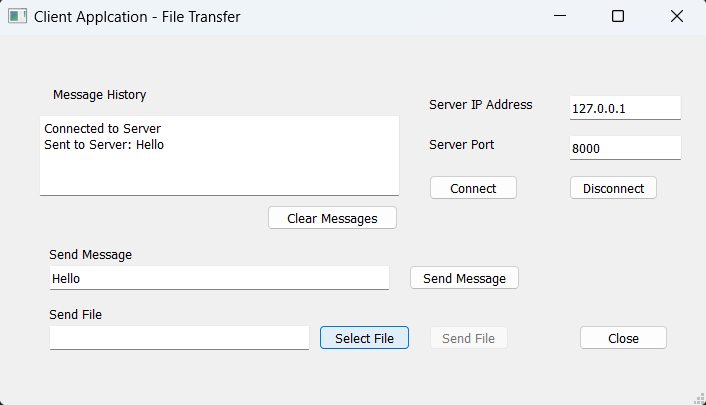 Client Applcation - File Transfer
Message History
Connected to Server
Sent to Server: Hello
Clear Messages
Server IP Address
127.0.0.1
Server Port
8000
Connect
Disconnect
Send Message
Hello
Send Message
Send File
Select File
Send File
Close